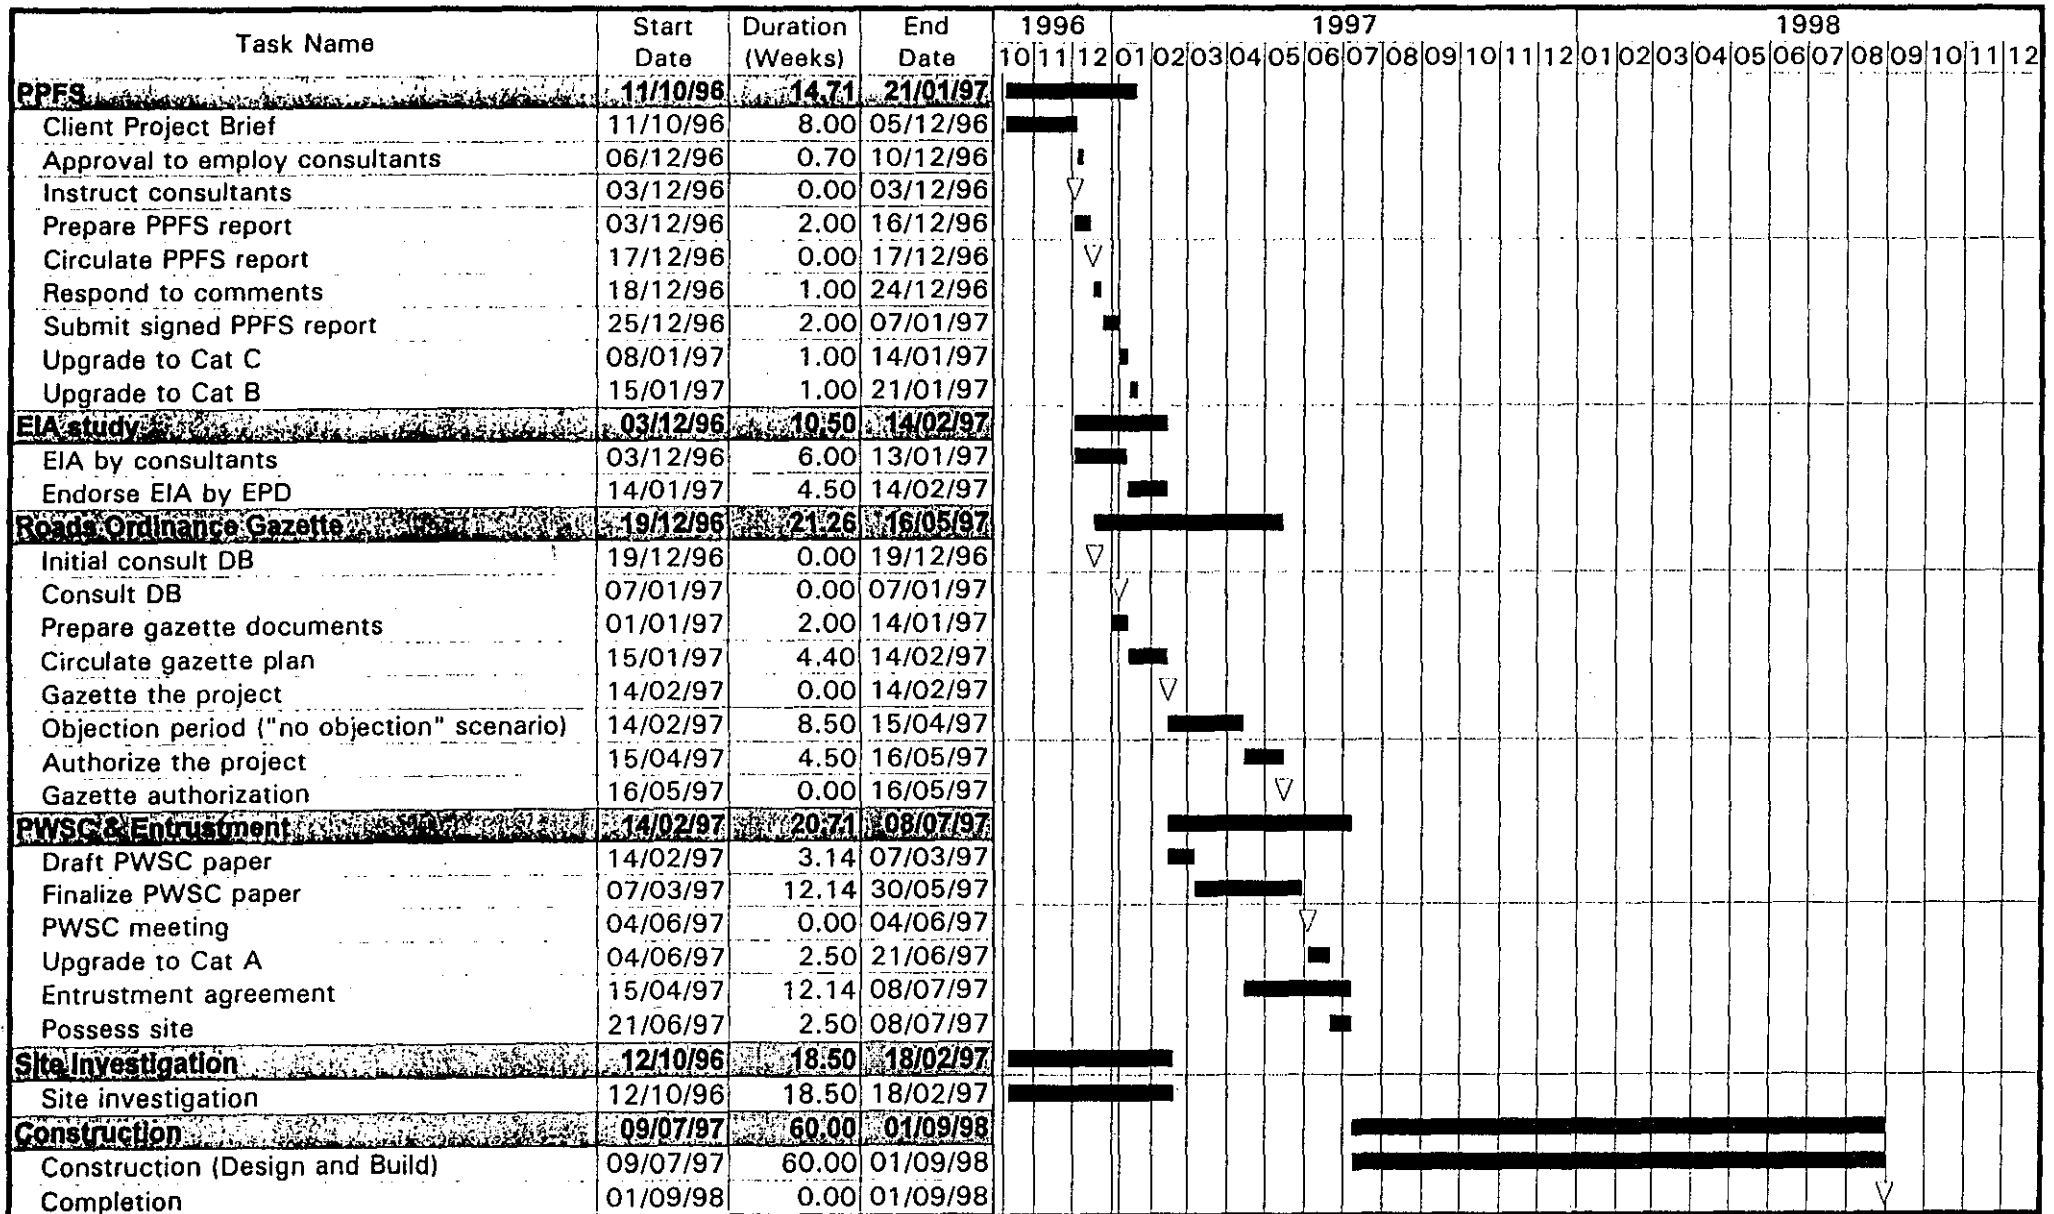 Task Name Start Date Duration (Weeks) End Date 1996 1997 1998
10 11 12 01 02 03 04 05 06 07 08 09 10 11 12 01 02 03 04 05 06 07 08 09 10 11 12
PPFS 11/10/96 14.71 21/01/97
Client Project Brief 11/10/96 8.00 05/12/96
Approval to employ consultants 06/12/96 0.70 10/12/96
Instruct consultants 03/12/96 0.00 03/12/96
Prepare PPFS report 03/12/96 2.00 16/12/96
Circulate PPFS report 17/12/96 0.00 17/12/96
Respond to comments 18/12/96 1.00 24/12/96
Submit signed PPFS report 25/12/96 2.00 07/01/97
Upgrade to Cat C 08/01/97 1.00 14/01/97
Upgrade to Cat B 15/01/97 1.00 21/01/97
EIA study 03/12/96 10.50 14/02/97
EIA by consultants 03/12/96 6.00 13/01/97
Endorse EIA by EPD 14/01/97 4.50 14/02/97
Roads Ordinance Gazette 19/12/96 21.26 16/05/97
Initial consult DB 19/12/96 0.00 19/12/96
Consult DB 07/01/97 0.00 07/01/97
Prepare gazette documents 01/01/97 2.00 14/01/97
Circulate gazette plan 15/01/97 4.40 14/02/97
Gazette the project 14/02/97 0.00 14/02/97
Objection period ("no objection" scenario) 14/02/97 8.50 15/04/97
Authorize the project 15/04/97 4.50 16/05/97
Gazette authorization 16/05/97 0.00 16/05/97
PWSC & Entrustment 14/02/97 20.71 08/07/97
Draft PWSC paper 14/02/97 3.14 07/03/97
Finalize PWSC paper 07/03/97 12.14 30/05/97
PWSC meeting 04/06/97 0.00 04/06/97
Upgrade to Cat A 04/06/97 2.50 21/06/97
Entrustment agreement 15/04/97 12.14 08/07/97
Possess site 21/06/97 2.50 08/07/97
Site Investigation 12/10/96 18.50 18/02/97
Site investigation 12/10/96 18.50 18/02/97
Construction 09/07/97 60.00 01/09/98
Construction (Design and Build) 09/07/97 60.00 01/09/98
Completion 01/09/98 0.00 01/09/98